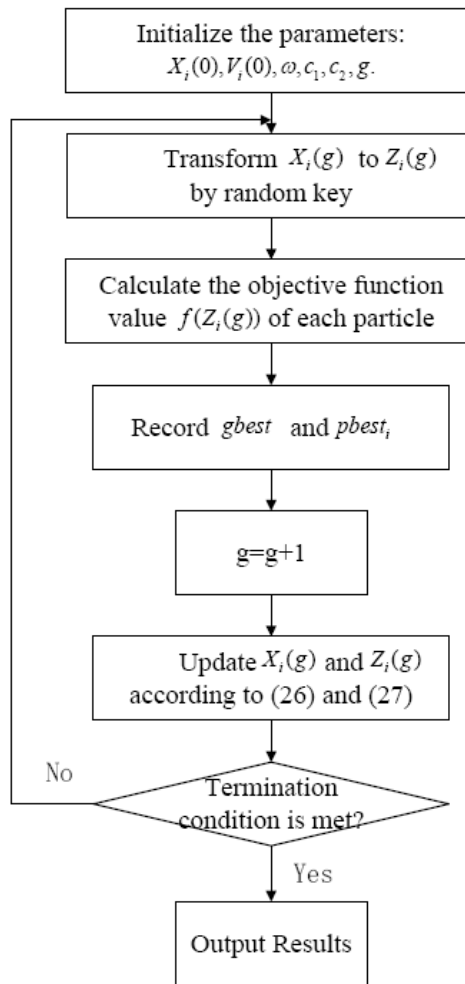 Initialize the parameters:
X_i(0), V_i(0), ω, c_1, c_2, g.
Transform X_i(g) to Z_i(g)
by random key
Calculate the objective function
value f(Z_i(g)) of each particle
Record gbest and pbest_i
g=g+1
Update X_i(g) and Z_i(g)
according to (26) and (27)
No
Termination
condition is met?
Yes
Output Results